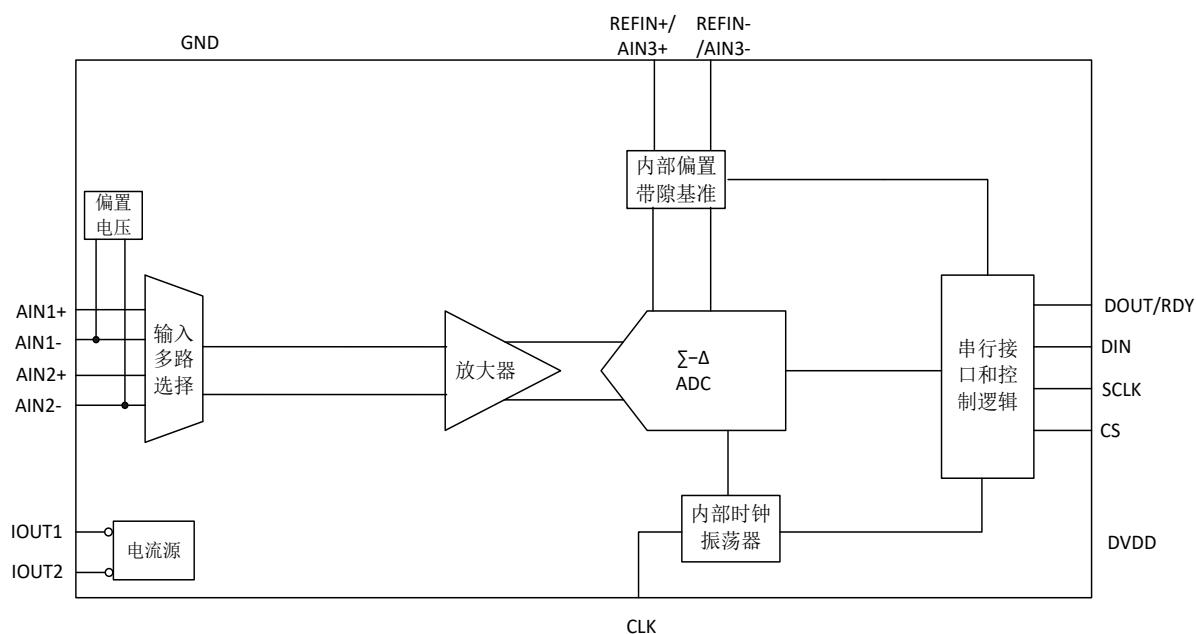 REFIN+/
AIN3+
REFIN-
/AIN3-
GND
内部偏置
带隙基准
偏置
电压
AIN1+
AIN1-
AIN2+
AIN2-
输入
多路
选择
放大器
∑−Δ
ADC
串行接
口和控
制逻辑
DOUT/RDY
DIN
SCLK
CS
IOUT1
IOUT2
电流源
内部时钟
振荡器
DVDD
CLK